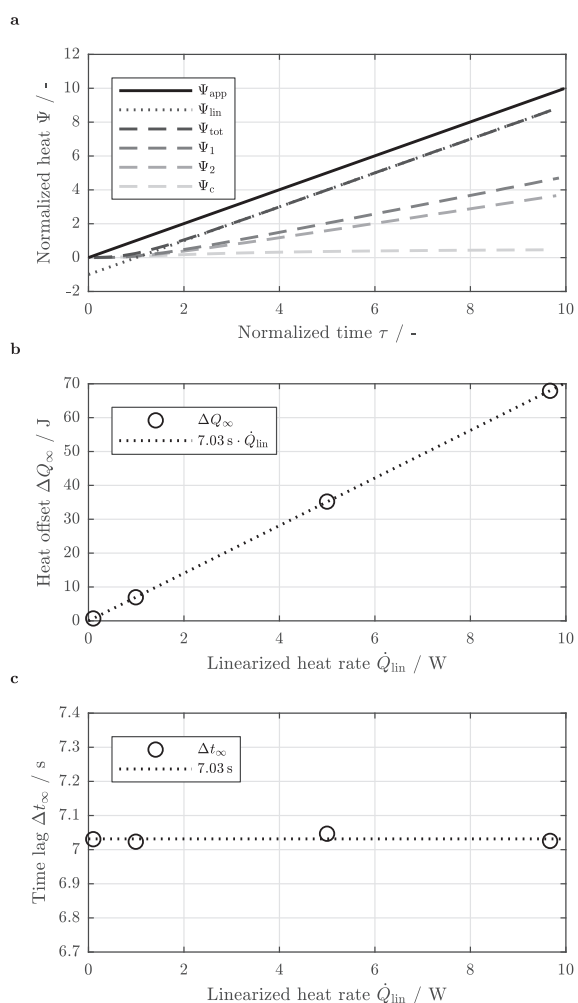 a
12
10
8
6
4
2
0
-2
Normalized heat Ψ / -
Ψapp
Ψlin
Ψtot
Ψ1
Ψ2
Ψc
0 2 4 6 8 10
Normalized time τ / -
b
70
60
50
40
30
20
10
0
Heat offset ΔQ∞ / J
ΔQ∞
7.03 s · Q̇lin
0 2 4 6 8 10
Linearized heat rate Q̇lin / W
c
7.4
7.3
7.2
7.1
7
6.9
6.8
6.7
Time lag Δt∞ / s
Δt∞
7.03 s
0 2 4 6 8 10
Linearized heat rate Q̇lin / W